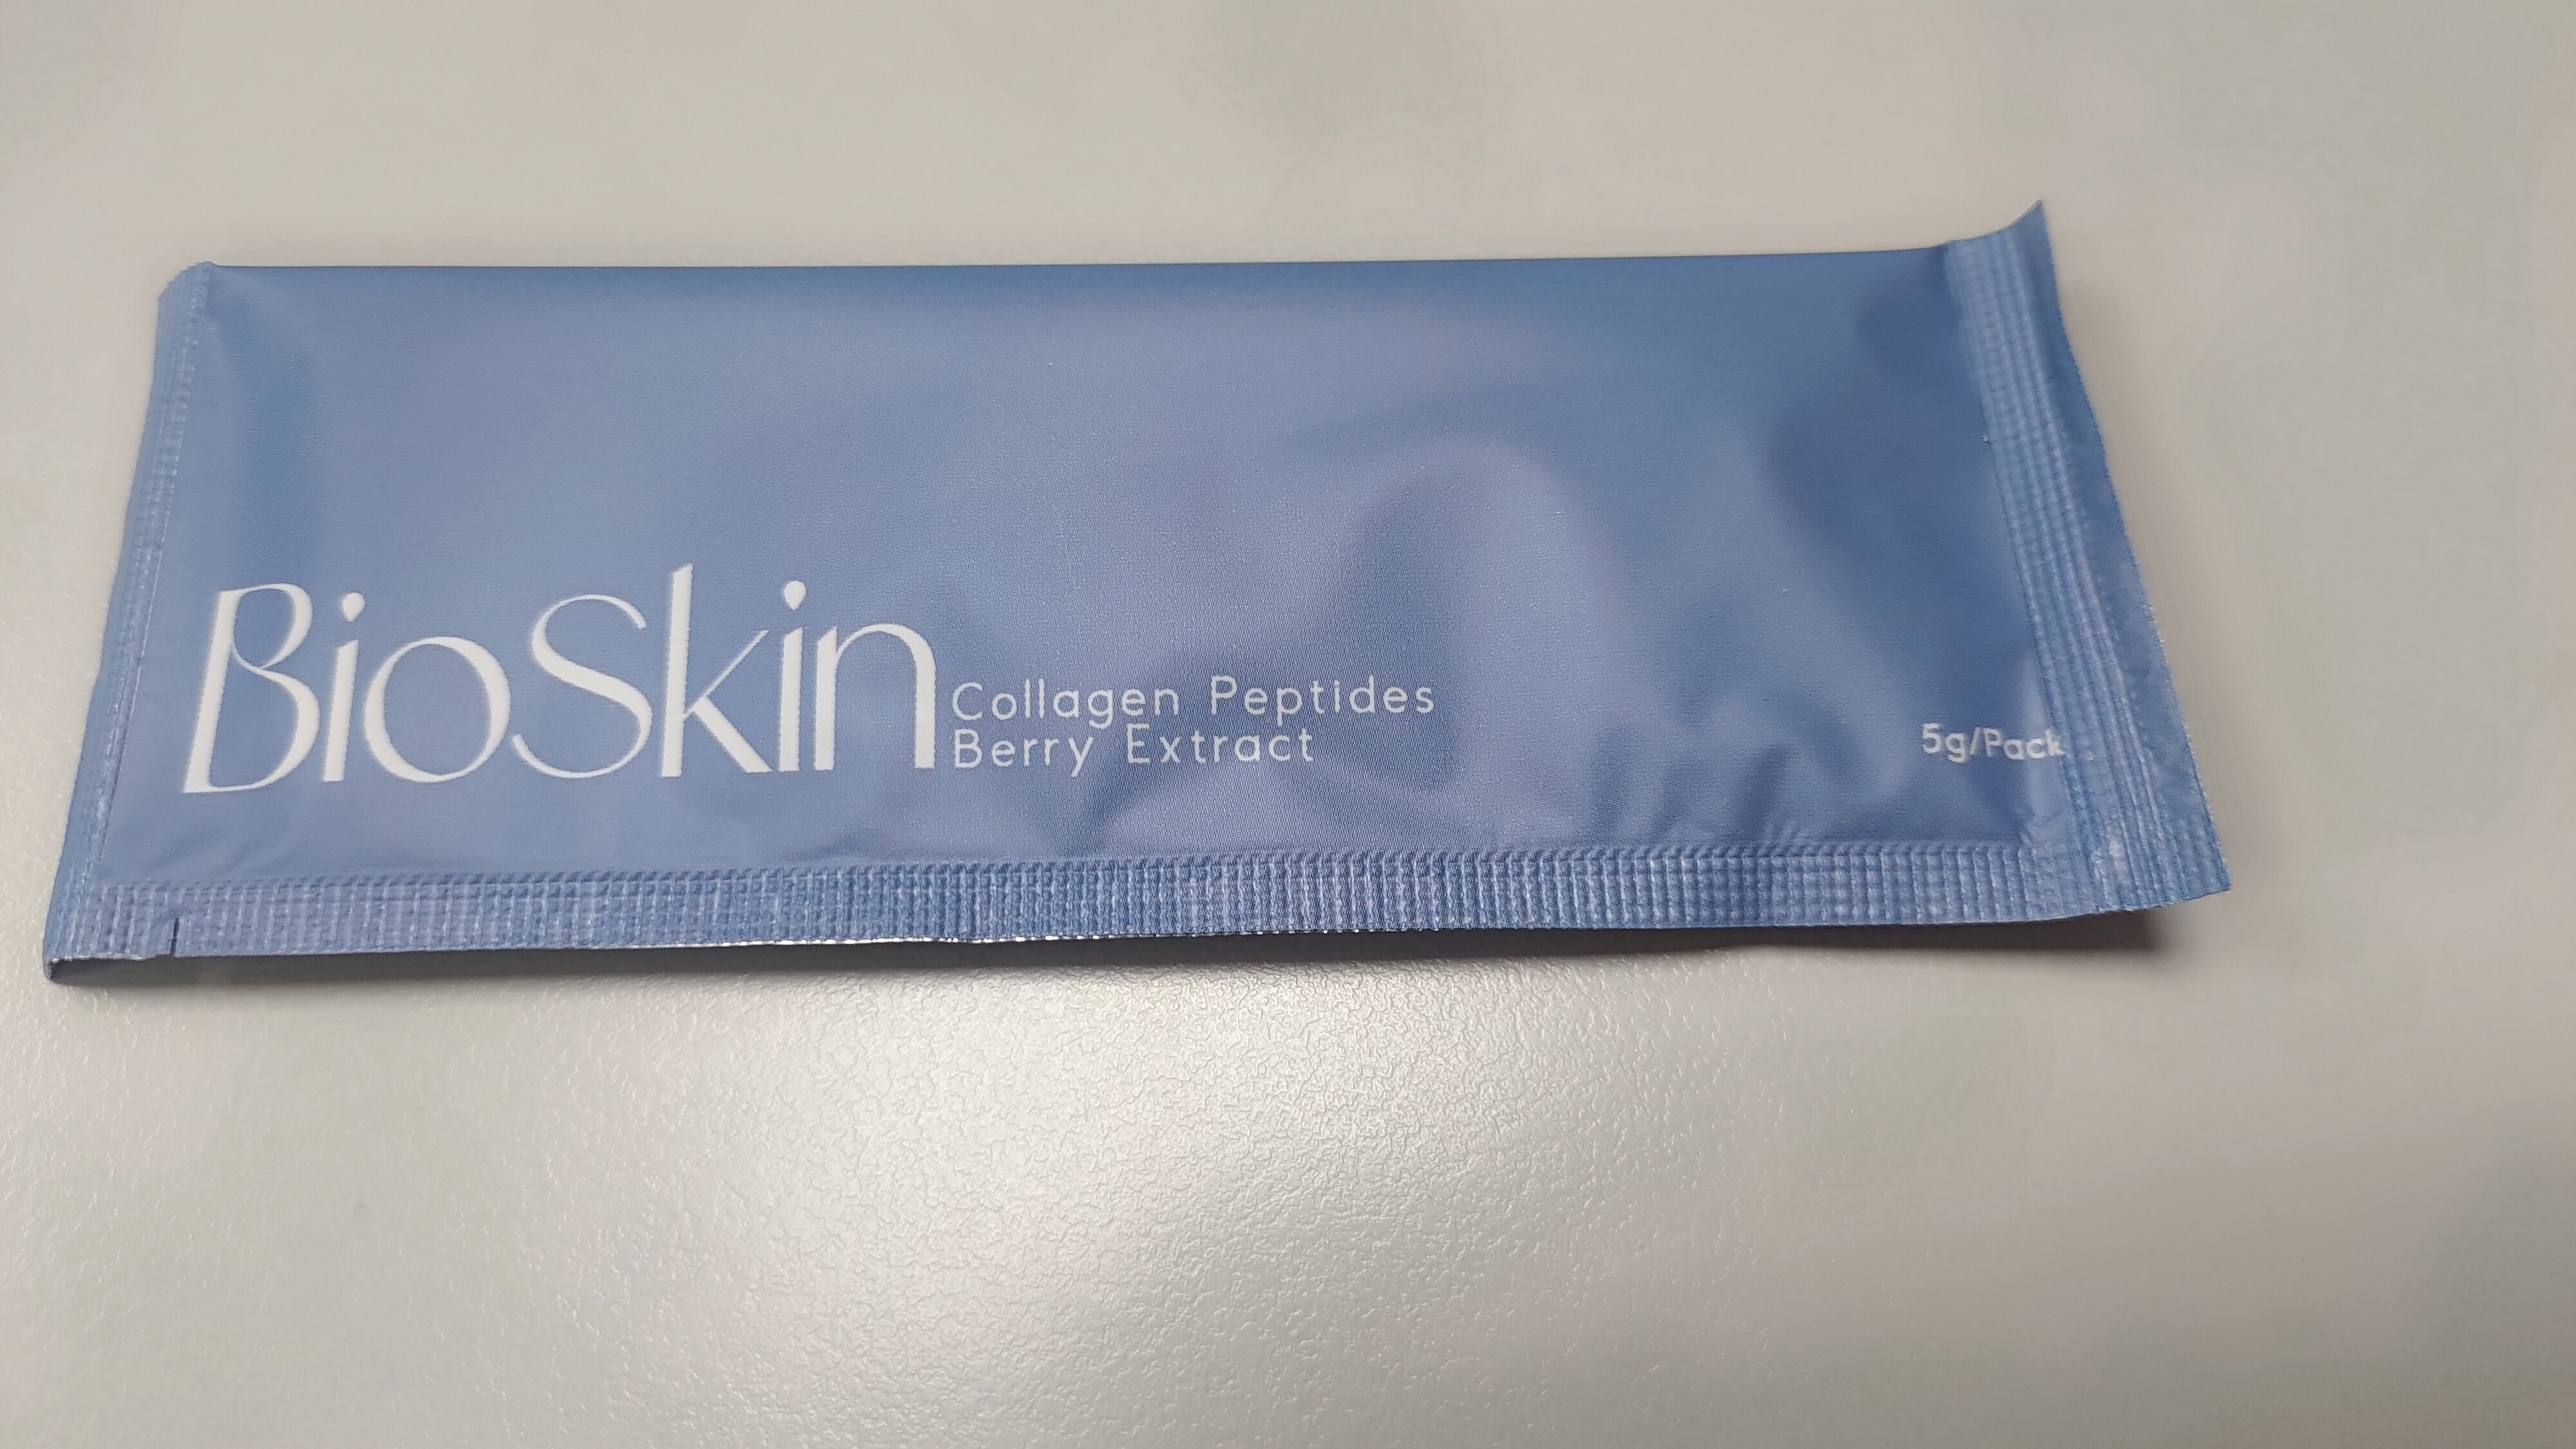 BioSkin
Collagen Peptides
Berry Extract
5g/Pack